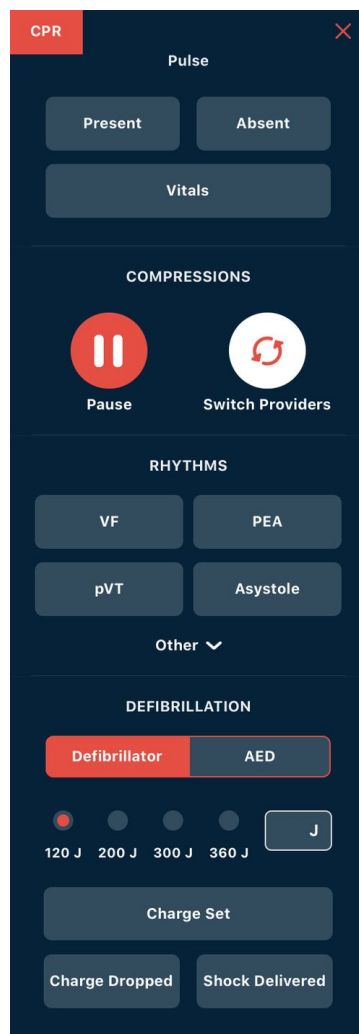 CPR
Pulse
Present Absent
Vitals
COMPRESSIONS
Pause Switch Providers
RHYTHMS
VF PEA
pVT Asystole
Other
DEFIBRILLATION
Defibrillator AED
J
120 J 200 J 300 J 360 J
Charge Set
Charge Dropped Shock Delivered